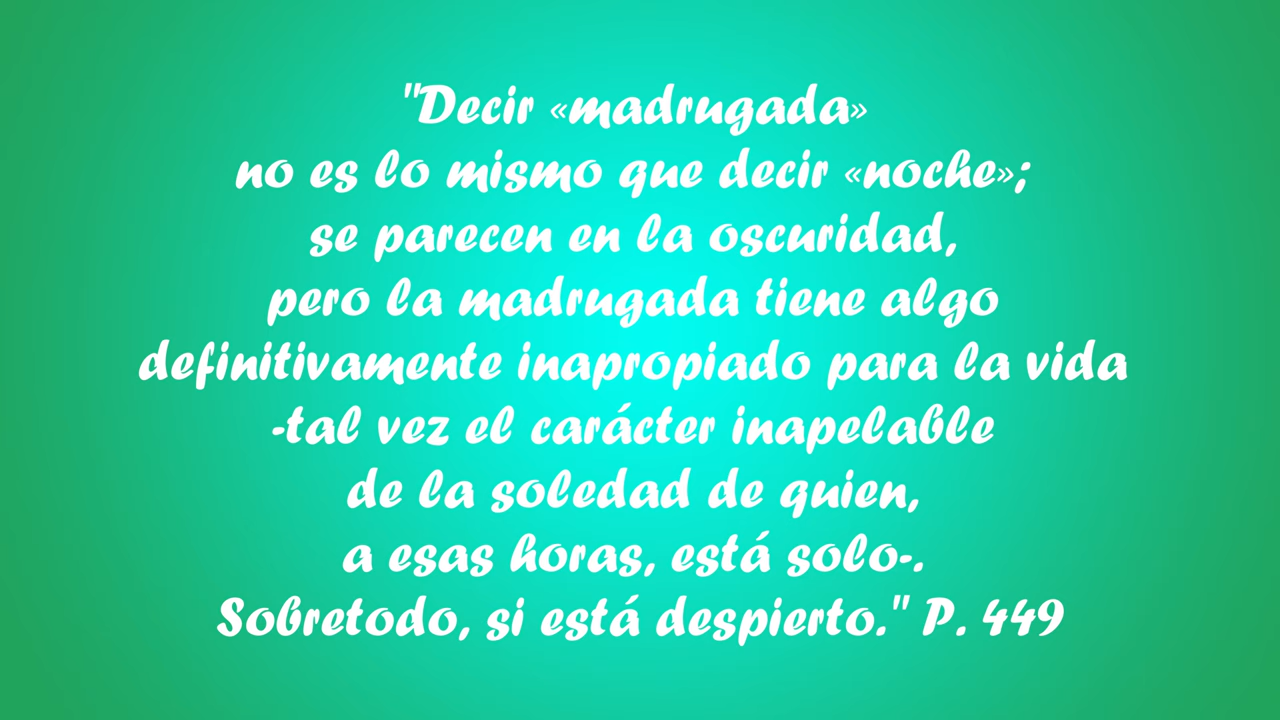 "Decir «madrugada»
no es lo mismo que decir «noche»;
se parecen en la oscuridad,
pero la madrugada tiene algo
definitivamente inapropiado para la vida
-tal vez el carácter inapelable
de la soledad de quien,
a esas horas, está solo-.
Sobretodo, si está despierto." P. 449